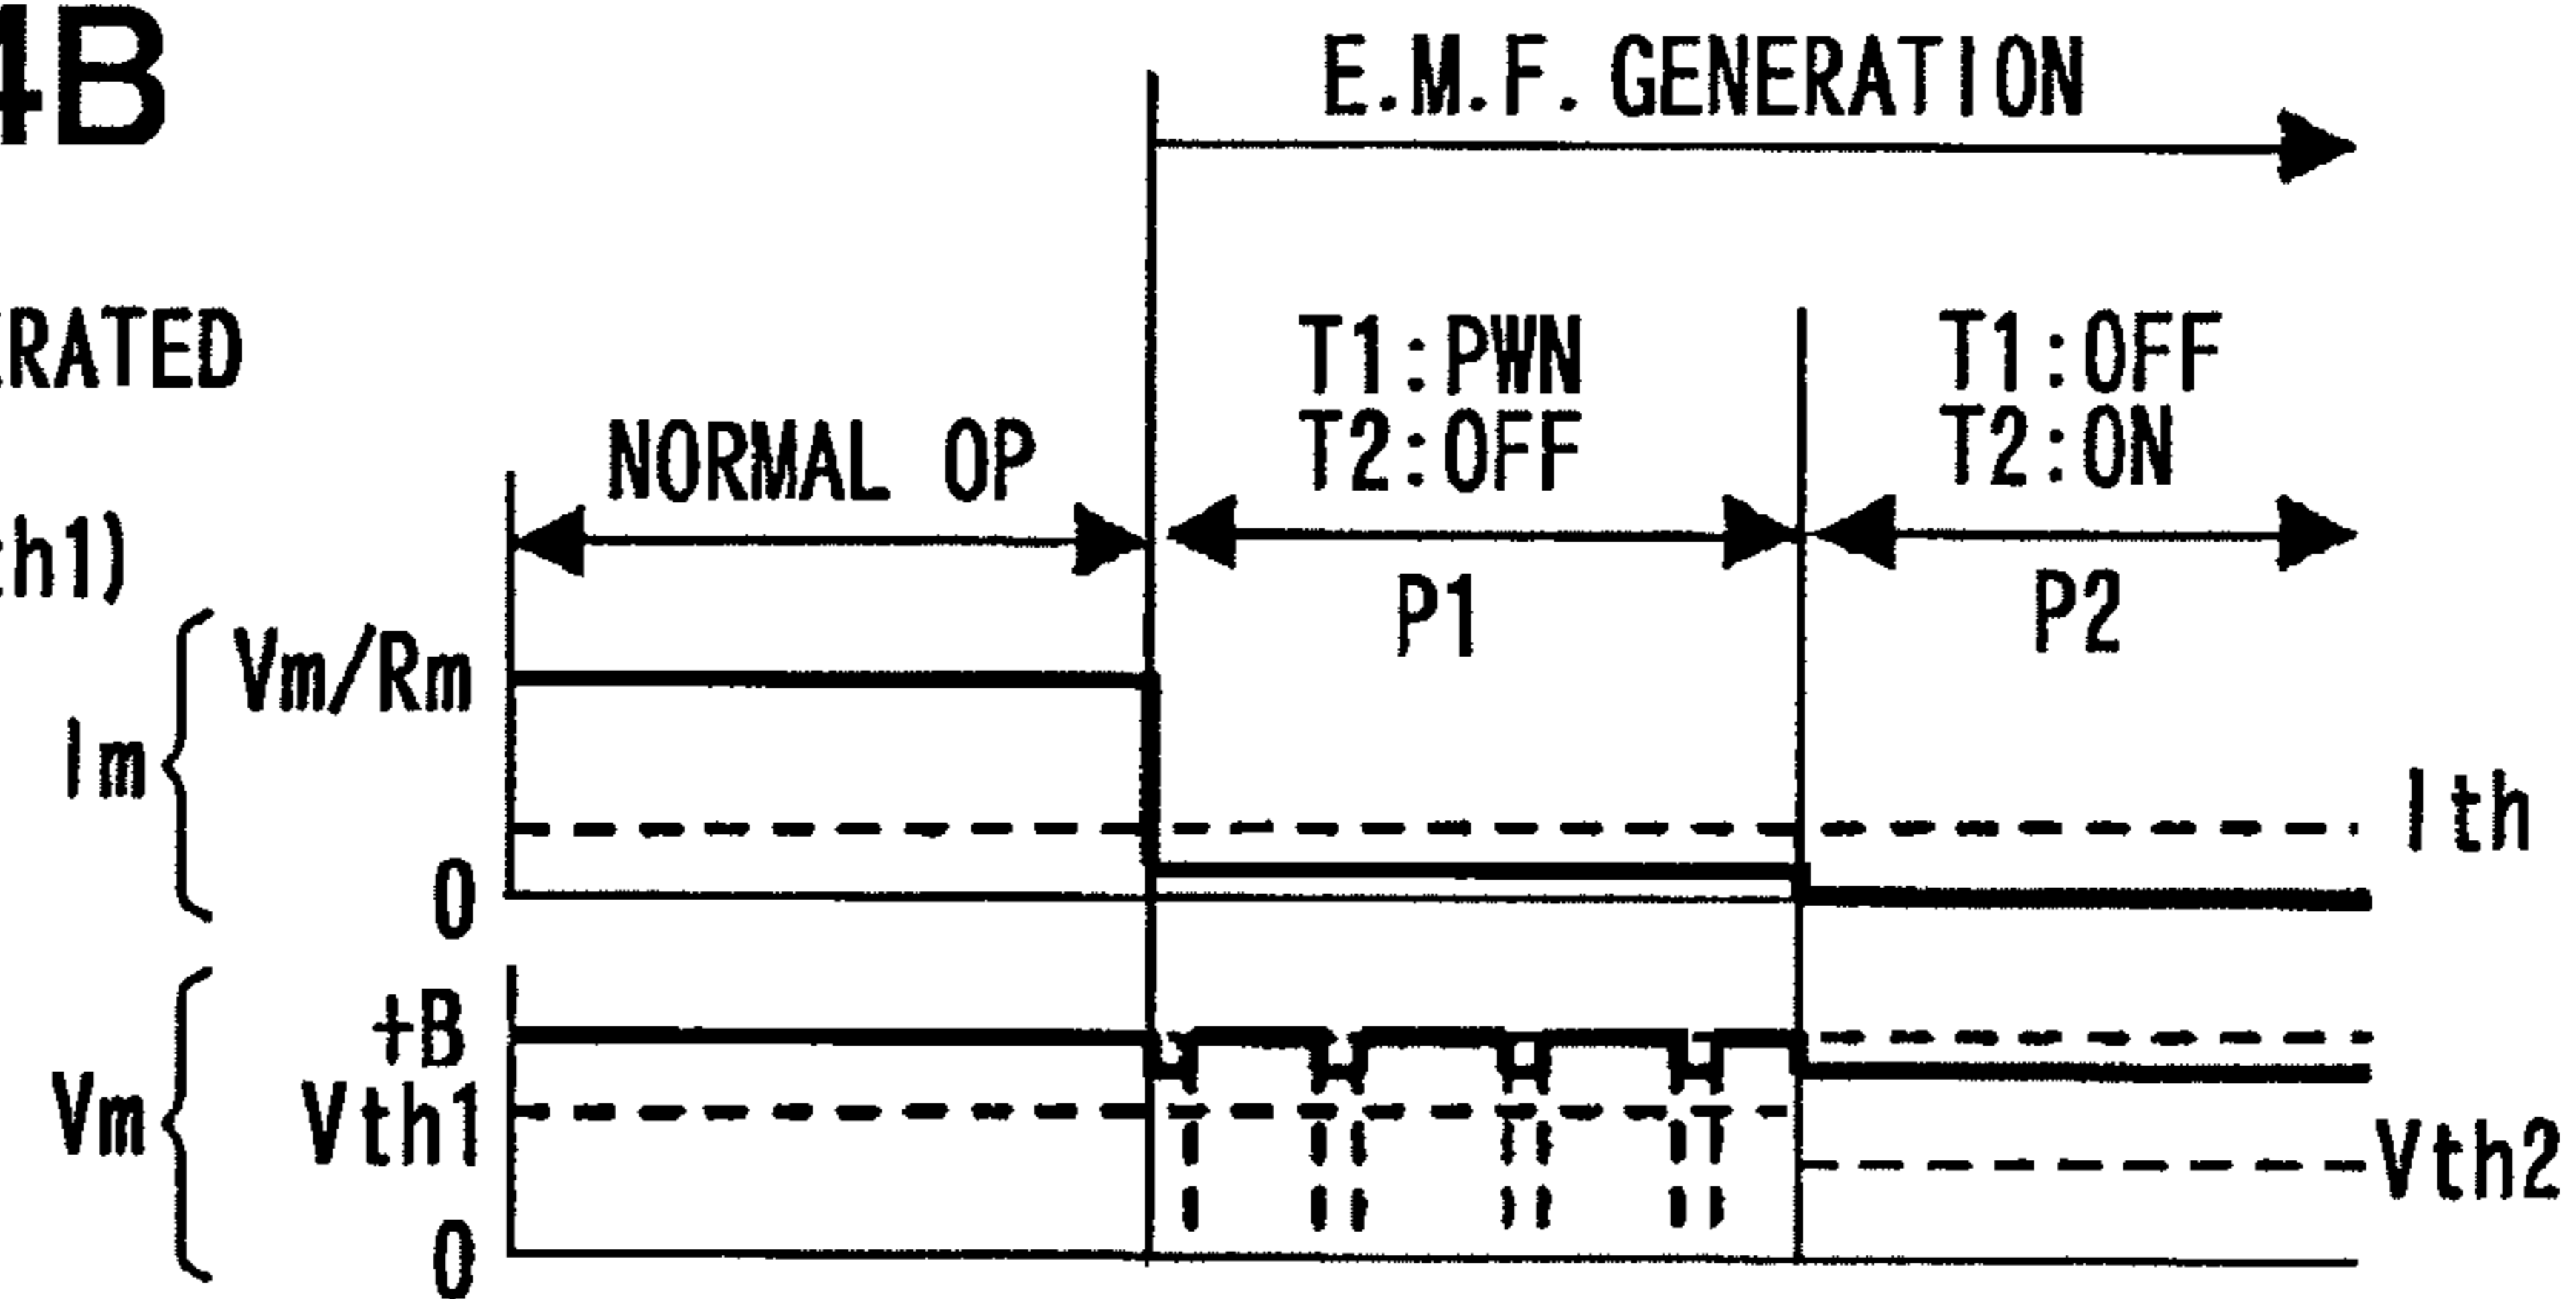 4B
E.M.F. GENERATION
RATED
T1:PWN
T2:OFF
T1:OFF
T2:ON
NORMAL OP
h1)
P1
P2
Vm/Rm
Im
Ith
0
+B
Vm
Vth1
Vth2
0